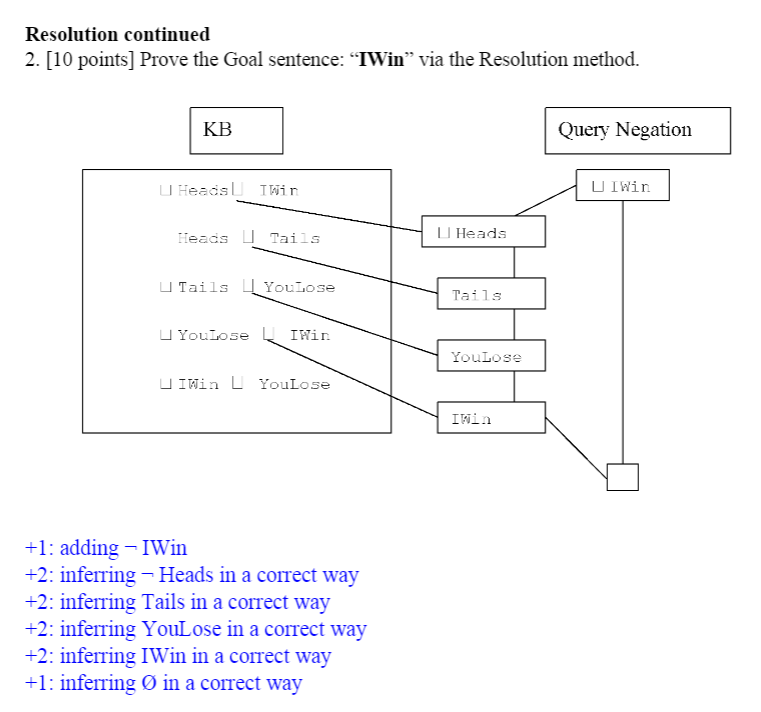 Resolution continued
2. [10 points] Prove the Goal sentence: “IWin” via the Resolution method.
KB
Query Negation
⊔ Heads⊔ IWin
⊔ IWin
⊔ Heads
Heads ⊔ Tails
⊔ Tails ⊔ YouLose
Tails
⊔ YouLose ⊔ IWin
YouLose
⊔ IWin ⊔ YouLose
IWin
+1: adding ¬ IWin
+2: inferring ¬ Heads in a correct way
+2: inferring Tails in a correct way
+2: inferring YouLose in a correct way
+2: inferring IWin in a correct way
+1: inferring Ø in a correct way